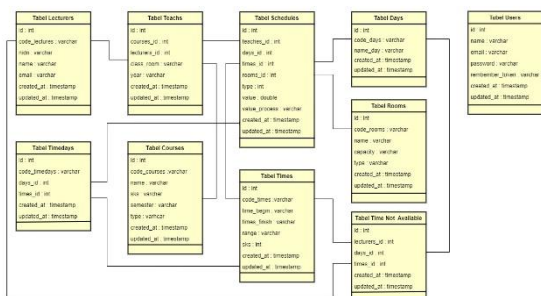 Tabel Lecturers
id : int
code_lectures : varchar
nidn : varchar
name : varchar
email : varchar
created_at : timestamp
updated_at : timestamp
Tabel Teachs
id : int
courses_id : int
lecturers_id : int
class_room : varchar
year : varchar
created_at : timestamp
updated_at : timestamp
Tabel Schedules
id : int
teaches_id : int
days_id : int
times_id : int
rooms_id : int
type : int
value : double
value_process : varchar
created_at : timestamp
updated_at : timestamp
Tabel Days
id : int
code_days : varchar
name_day : varchar
created_at : timestamp
updated_at : timestamp
Tabel Users
id : int
name : varchar
email : varchar
password : varchar
remember_token : varchar
created_at : timestamp
updated_at : timestamp
Tabel Timedays
id : int
code_timedays : varchar
days_id : int
times_id : int
created_at : timestamp
updated_at : timestamp
Tabel Courses
id : int
code_courses : varchar
name : varchar
sks : varchar
semester : varchar
type : varhcar
created_at : timestamp
updated_at : timestamp
Tabel Times
id : int
code_times : varchar
time_begin : varchar
times_finish : varchar
range : varchar
sks : int
created_at : timestamp
updated_at : timestamp
Tabel Rooms
id : int
code_rooms : varchar
name : varchar
capacity : varchar
type : varchar
created_at : timestamp
updated_at : timestamp
Tabel Time Not Available
id : int
lecturers_id : int
days_id : int
times_id : int
created_at : timestamp
updated_at : timestamp